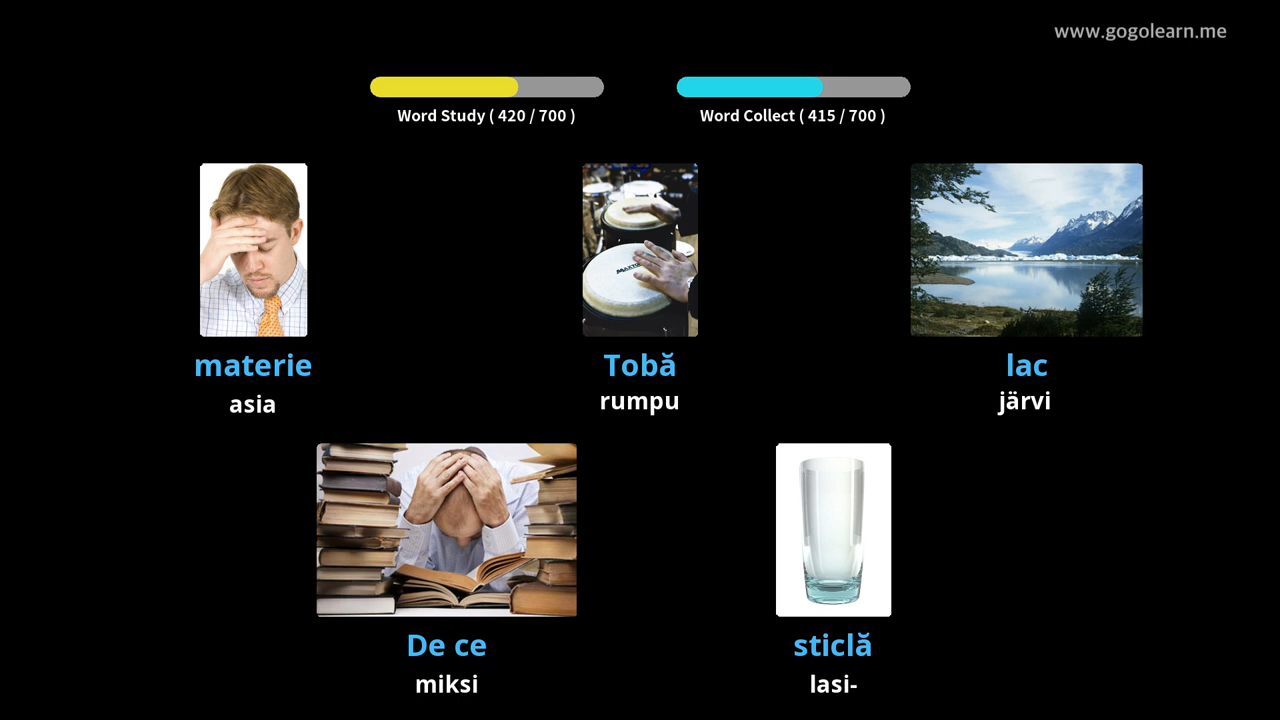 www.gogolearn.me
Word Study ( 420 / 700 )
Word Collect ( 415 / 700 )
materie
asia
Tobă
rumpu
lac
järvi
De ce
miksi
sticlă
lasi-